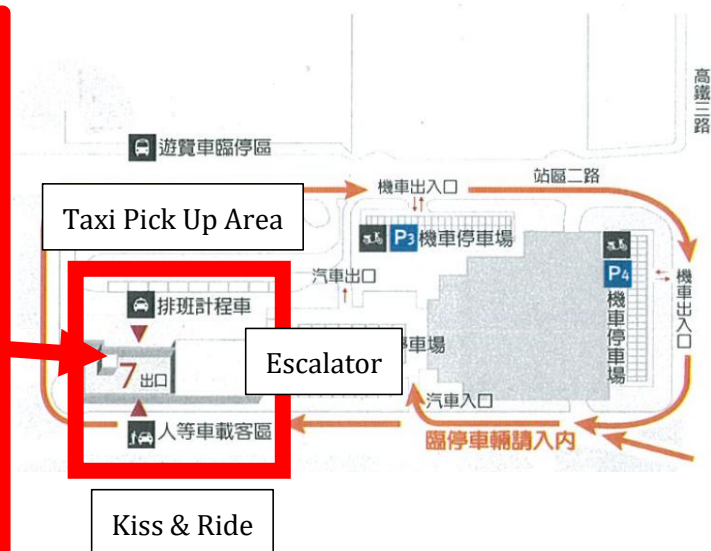 高鐵三路
遊覽車臨停區
站區二路
機車出入口
Taxi Pick Up Area
P3 機車停車場
P4
機車停車場
機車出入口
汽車出口
排班計程車
車場
Escalator
7 出口
汽車入口
人等車載客區
臨停車輛請入內
Kiss & Ride